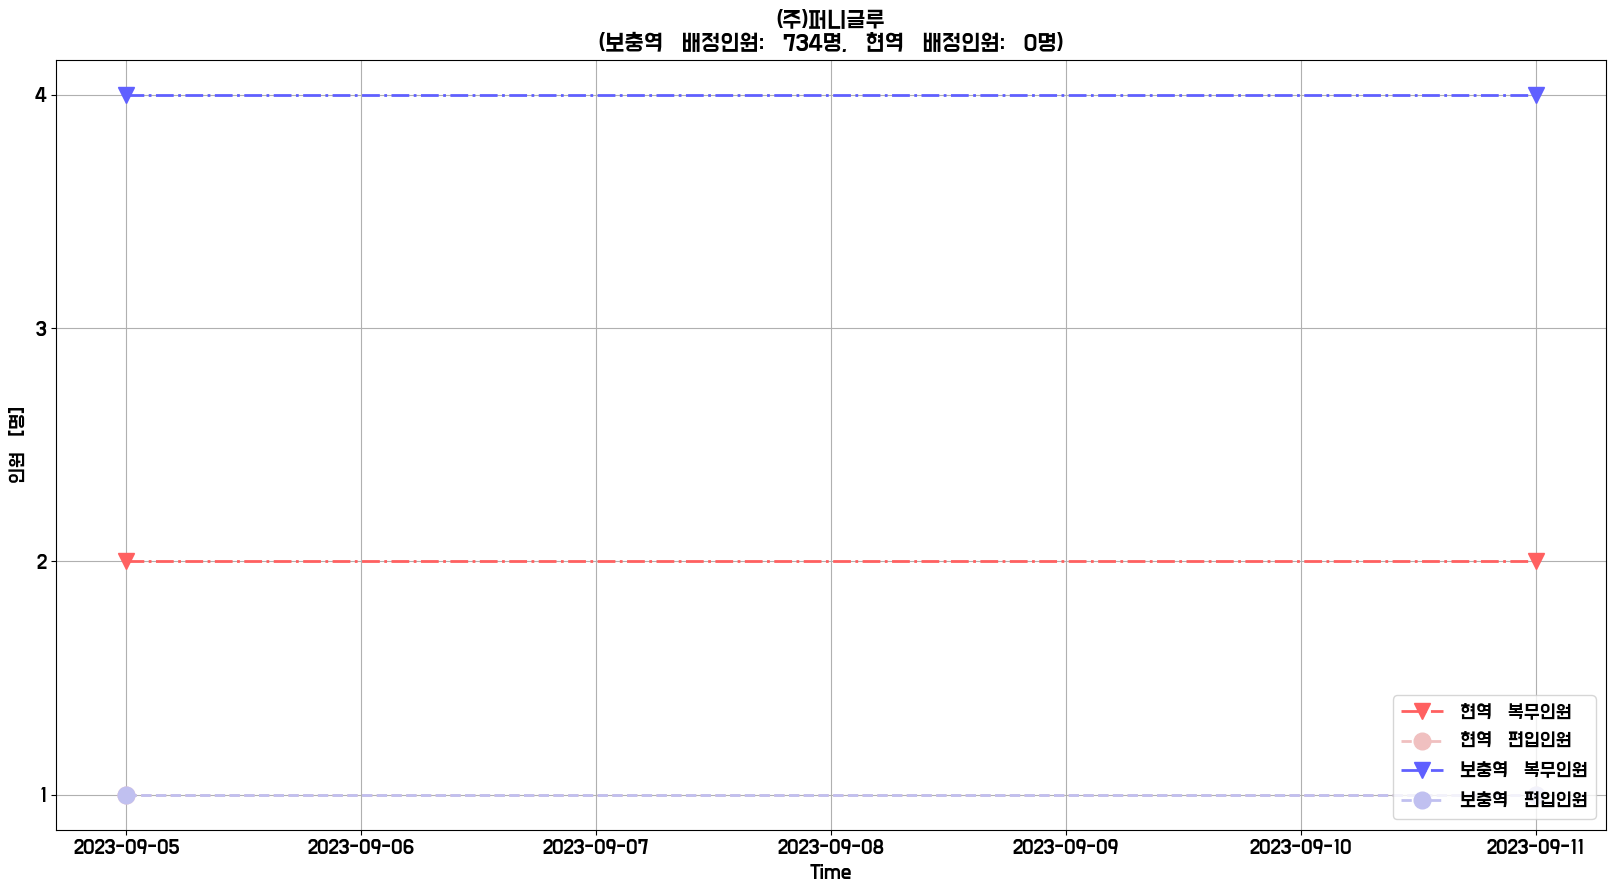 (주)퍼니글루
(보충역 배정인원: 734명, 현역 배정인원: 0명)
인원 [명]
4
3
2
1
현역 복무인원
현역 편입인원
보충역 복무인원
보충역 편입인원
2023-09-05 2023-09-06 2023-09-07 2023-09-08 2023-09-09 2023-09-10 2023-09-11
Time